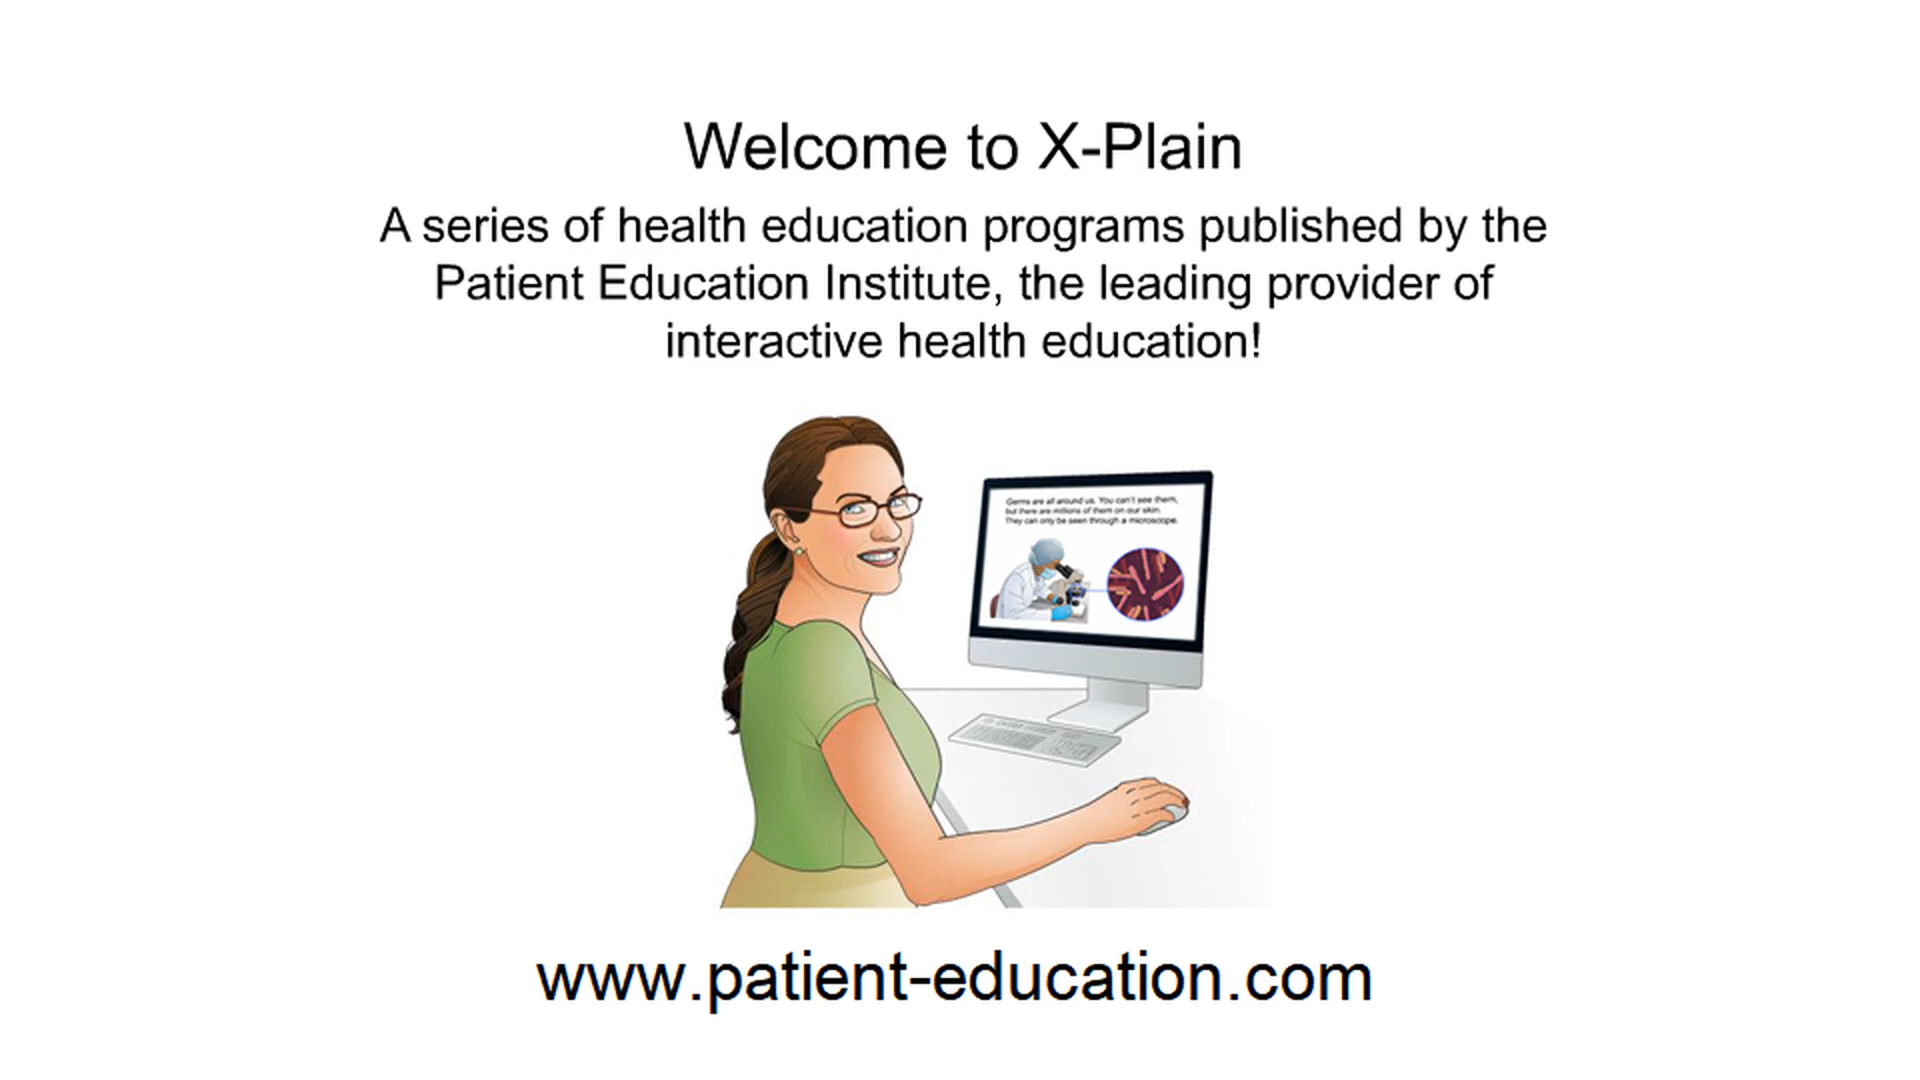 Welcome to X-Plain
A series of health education programs published by the
Patient Education Institute, the leading provider of
interactive health education!
Germs are all around us. You can't see them,
but there are millions of them on our skin.
They can only be seen through a microscope.
www.patient-education.com